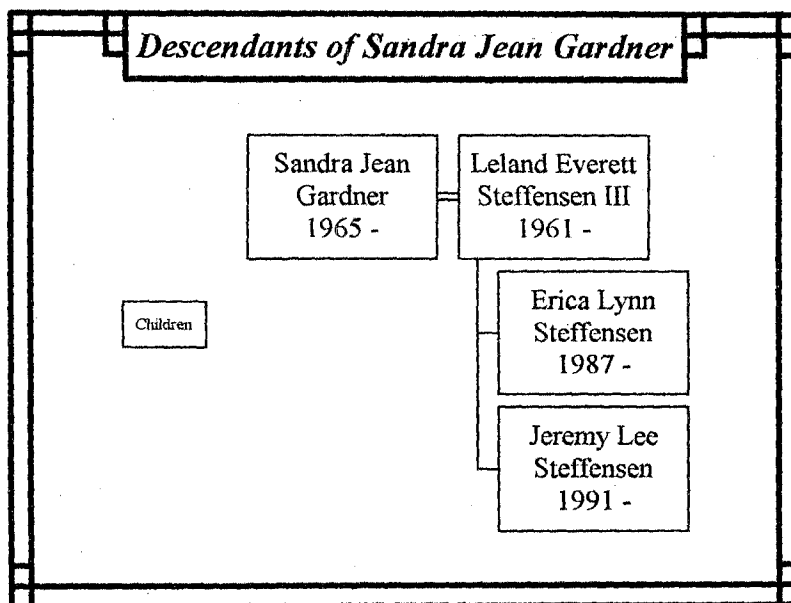 Descendants of Sandra Jean Gardner
Sandra Jean
Gardner
1965 -
Leland Everett
Steffensen III
1961 -
Children
Erica Lynn
Steffensen
1987 -
Jeremy Lee
Steffensen
1991 -